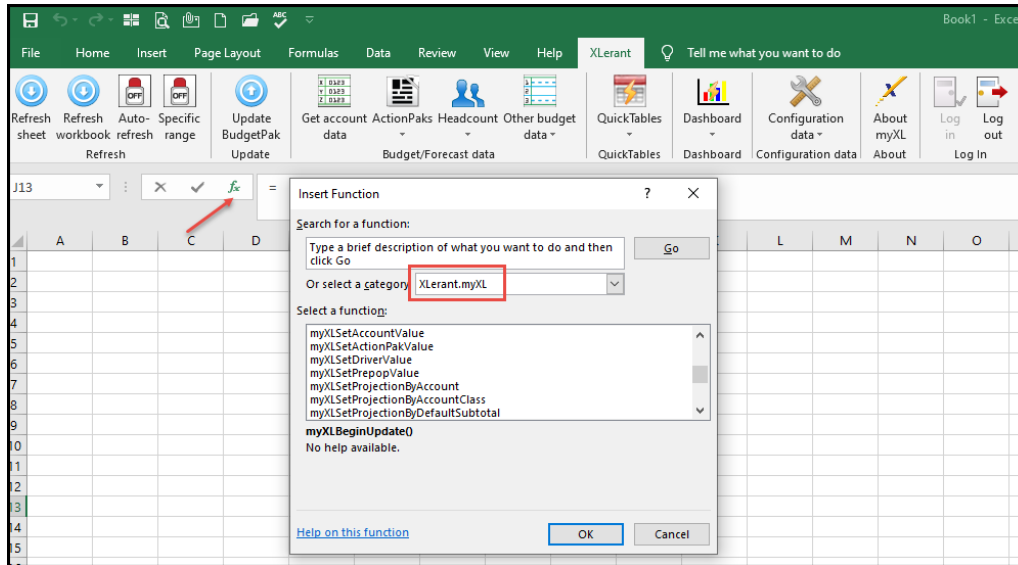 ABC
Book1 - Exce
File Home Insert Page Layout Formulas Data Review View Help XLerant Tell me what you want to do
OFF OFF
Refresh Refresh Auto- Specific Update Get account ActionPaks Headcount Other budget QuickTables Dashboard Configuration About Log Log
sheet workbook refresh range BudgetPak data data data myXL in out
Refresh Update Budget/Forecast data QuickTables Dashboard Configuration data About Log In
J13 fx =
Insert Function ? X
Search for a function:
Type a brief description of what you want to do and then
click Go
Go
Or select a category XLerant.myXL
Select a function:
myXLSetAccountValue
myXLSetActionPakValue
myXLSetDriverValue
myXLSetPrepopValue
myXLSetProjectionByAccount
myXLSetProjectionByAccountClass
myXLSetProjectionByDefaultSubtotal
myXLBeginUpdate()
No help available.
Help on this function OK Cancel
A B C D L M N O
1
2
3
4
5
6
7
8
9
10
11
12
13
14
15